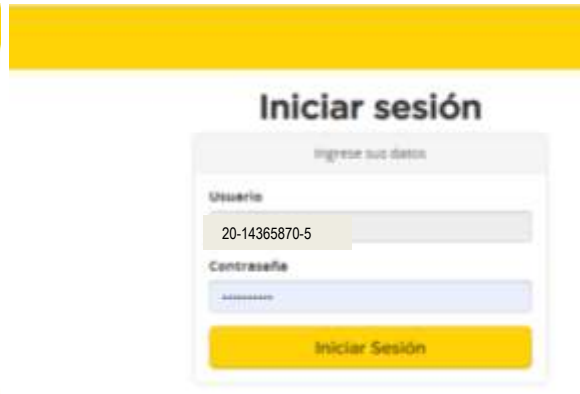 Iniciar sesión
Ingrese sus datos
Usuario
20-14365870-5
Contraseña
Iniciar Sesión